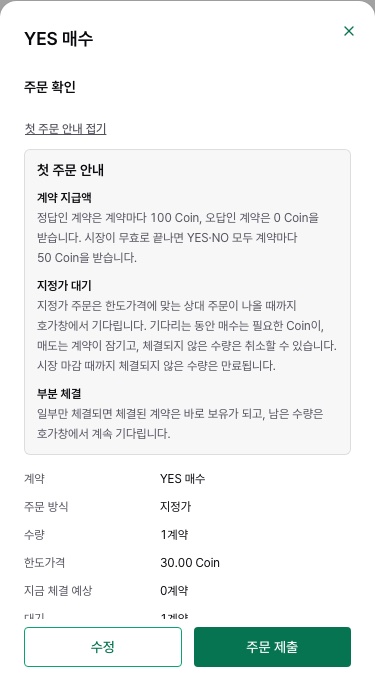 YES 매수
주문 확인
첫 주문 안내 접기
첫 주문 안내
계약 지급액
정답인 계약은 계약마다 100 Coin, 오답인 계약은 0 Coin을
받습니다. 시장이 무효로 끝나면 YES·NO 모두 계약마다
50 Coin을 받습니다.
지정가 대기
지정가 주문은 한도가격에 맞는 상대 주문이 나올 때까지
호가창에서 기다립니다. 기다리는 동안 매수는 필요한 Coin이,
매도는 계약이 잠기고, 체결되지 않은 수량은 취소할 수 있습니다.
시장 마감 때까지 체결되지 않은 수량은 만료됩니다.
부분 체결
일부만 체결되면 체결된 계약은 바로 보유가 되고, 남은 수량은
호가창에서 계속 기다립니다.
계약 YES 매수
주문 방식 지정가
수량 1계약
한도가격 30.00 Coin
지금 체결 예상 0계약
대기 1계약
수정 주문 제출